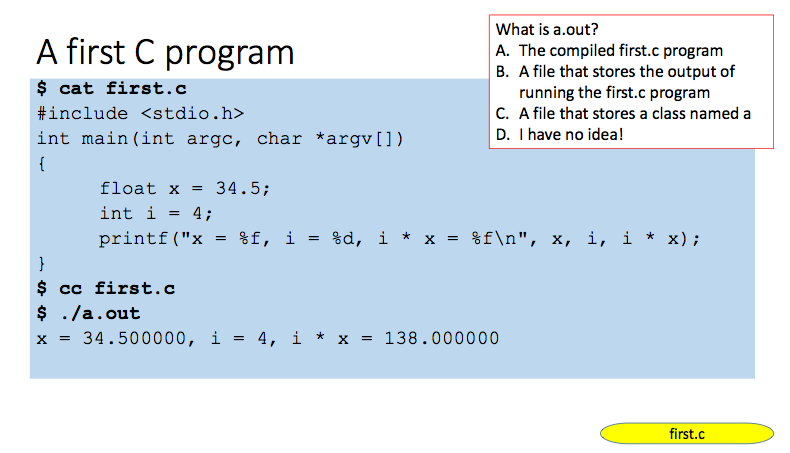 A first C program
What is a.out?
A. The compiled first.c program
B. A file that stores the output of
running the first.c program
C. A file that stores a class named a
D. I have no idea!
$ cat first.c
#include <stdio.h>
int main(int argc, char *argv[])
{
float x = 34.5;
int i = 4;
printf("x = %f, i = %d, i * x = %f\n", x, i, i * x);
}
$ cc first.c
$ ./a.out
x = 34.500000, i = 4, i * x = 138.000000
first.c